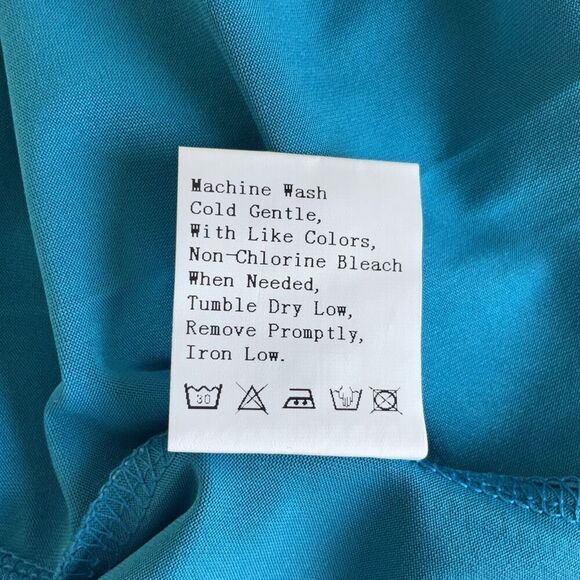 Machine Wash
Cold Gentle,
With Like Colors,
Non-Chlorine Bleach
When Needed,
Tumble Dry Low,
Remove Promptly,
Iron Low.
30